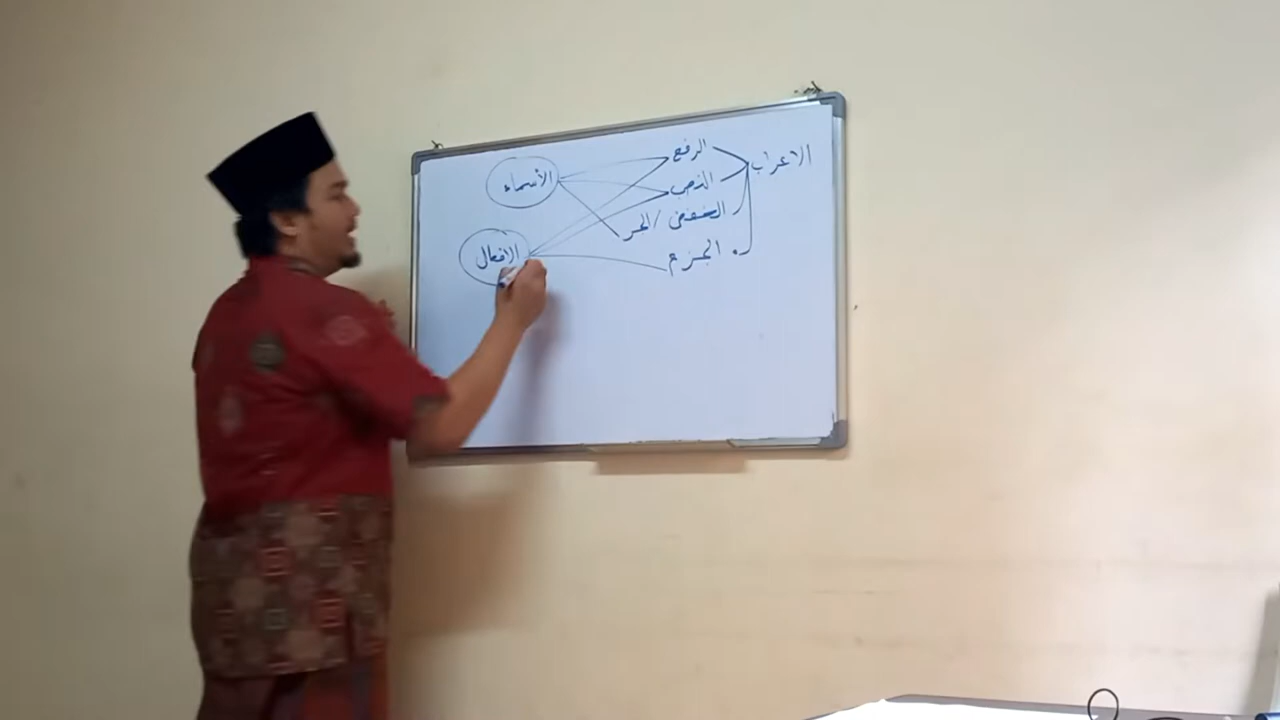 الاعراب
الرفع
النصب
الخفض / الجر
الجزم
الأسماء
الافعال